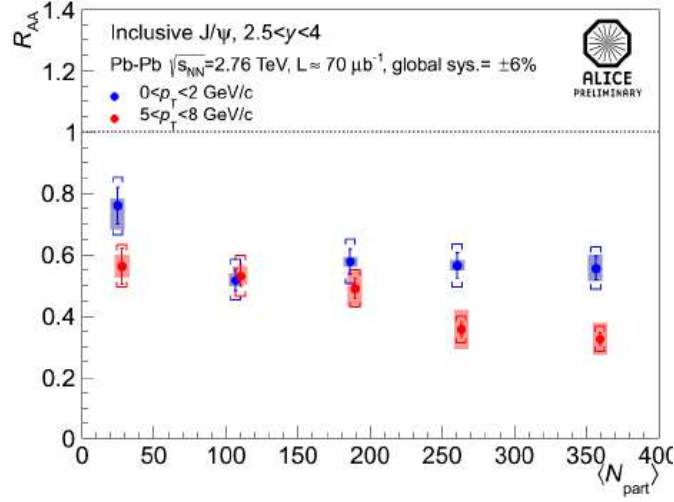 R_AA
1.4
1.2
1
0.8
0.6
0.4
0.2
0
Inclusive J/ψ, 2.5<y<4
Pb-Pb √s_NN=2.76 TeV, L≈ 70 μb⁻¹, global sys.= ±6%
0<p_T<2 GeV/c
5<p_T<8 GeV/c
ALICE
PRELIMINARY
0 50 100 150 200 250 300 350 400
⟨N_part⟩